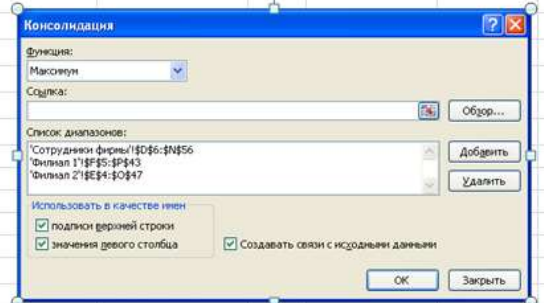 Консолидация
Функция:
Максимум
Ссылка:
Обзор...
Список диапазонов:
'Сотрудники фирмы'!$D$6:$N$56
'Филиал 1'!$F$5:$P$43
'Филиал 2'!$E$4:$O$47
Добавить
Удалить
Использовать в качестве имен
подписи верхней строки
значения левого столбца
Создавать связи с исходными данными
ОК
Закрыть